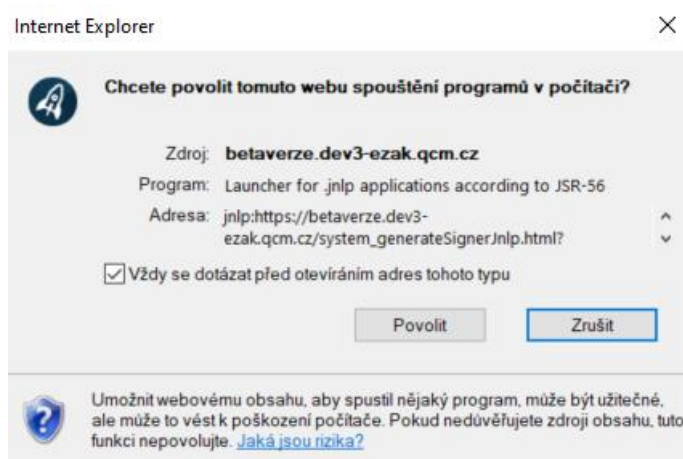 Internet Explorer
Chcete povolit tomuto webu spouštění programů v počítači?
Zdroj: betaverze.dev3-ezak.qcm.cz
Program: Launcher for .jnlp applications according to JSR-56
Adresa: jnlp:https://betaverze.dev3-
ezak.qcm.cz/system_generateSignerJnlp.html?
Vždy se dotázat před otevíráním adres tohoto typu
Povolit Zrušit
Umožnit webovému obsahu, aby spustil nějaký program, může být užitečné,
ale může to vést k poškození počítače. Pokud nedůvěřujete zdroji obsahu, tuto
funkci nepovolujte. Jaká jsou rizika?